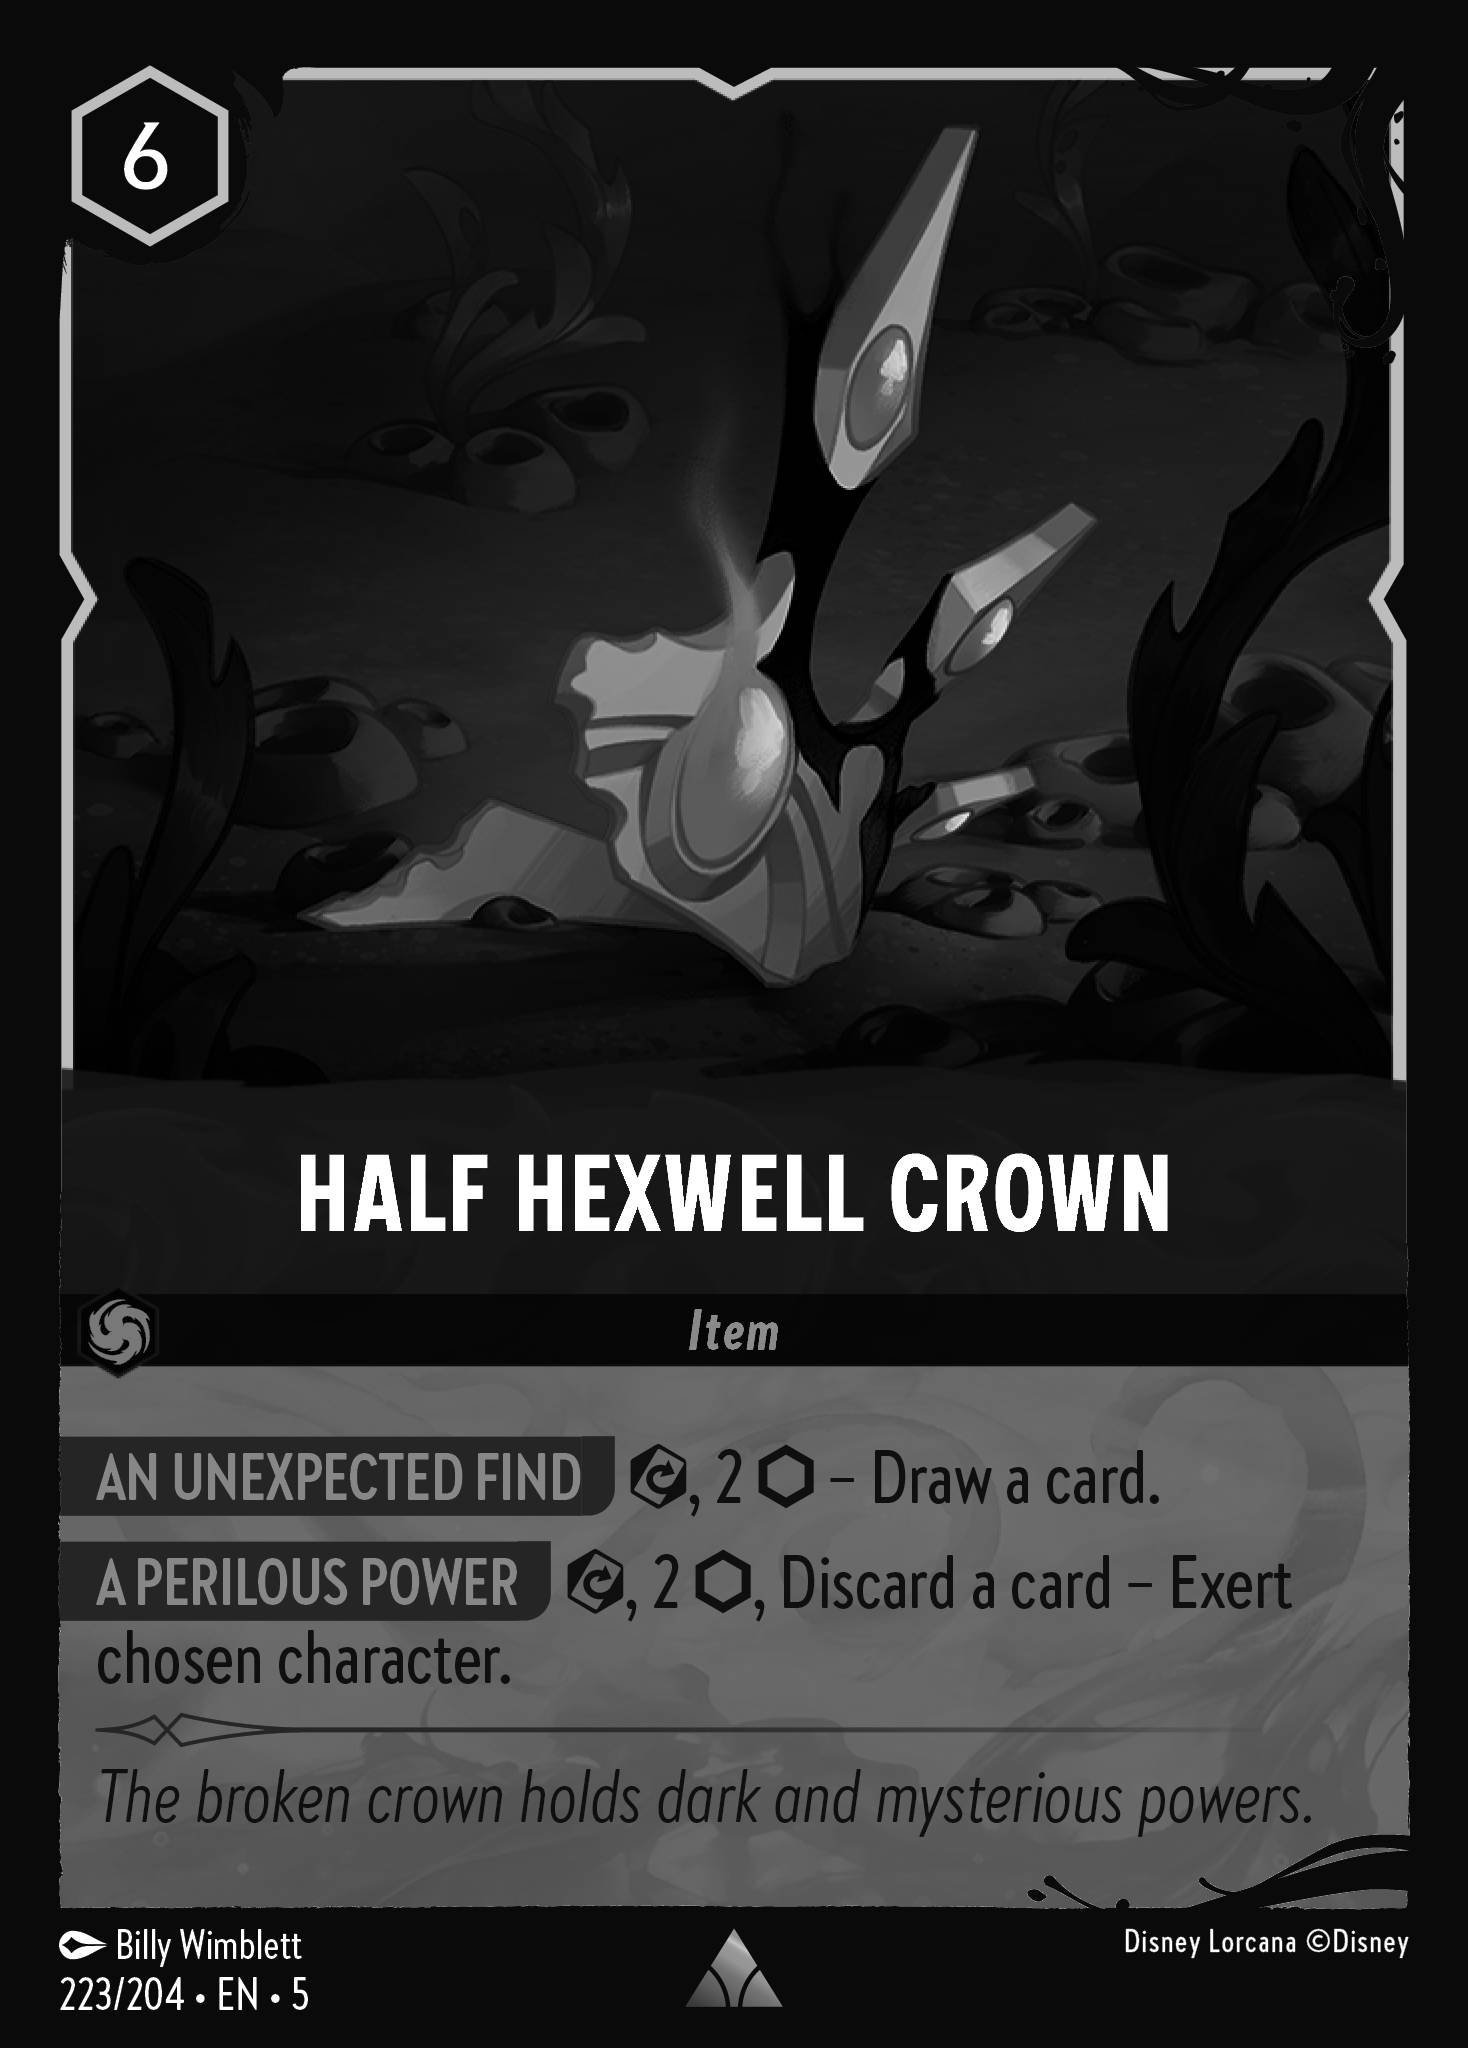 6
HALF HEXWELL CROWN
Item
AN UNEXPECTED FIND , 2 – Draw a card.
A PERILOUS POWER , 2 , Discard a card – Exert
chosen character.
The broken crown holds dark and mysterious powers.
Billy Wimblett
Disney Lorcana ©Disney
223/204 • EN • 5